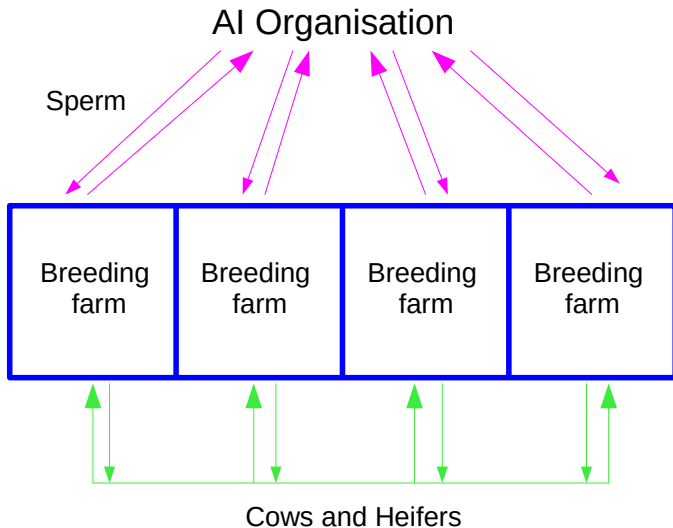 AI Organisation
Sperm
Breeding
farm
Breeding
farm
Breeding
farm
Breeding
farm
Cows and Heifers